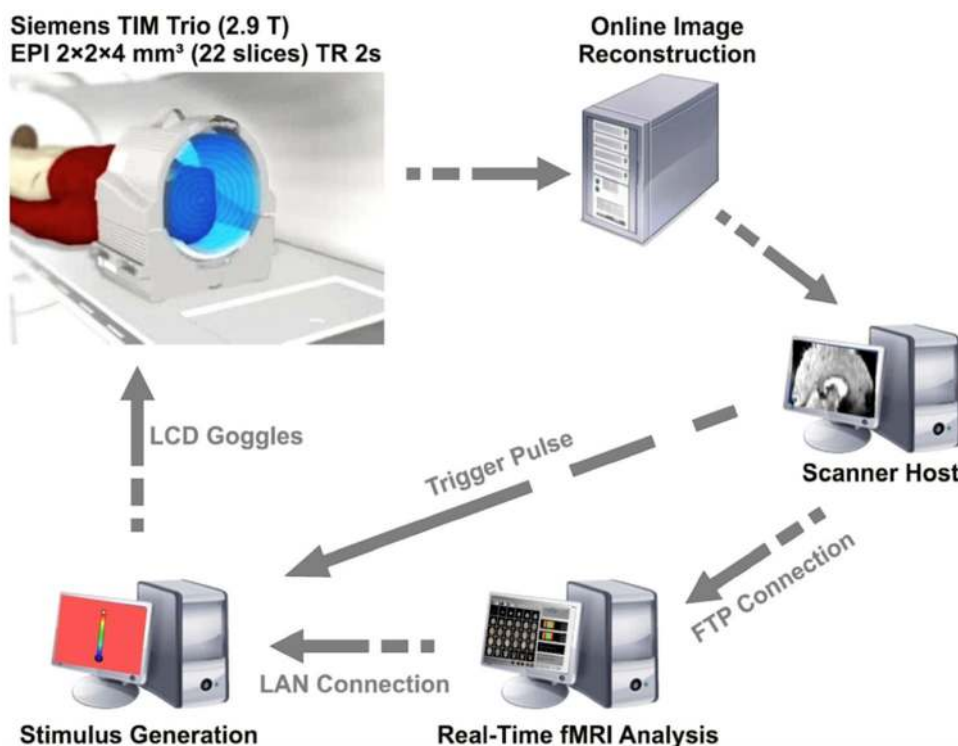 Siemens TIM Trio (2.9 T)
EPI 2×2×4 mm³ (22 slices) TR 2s
Online Image
Reconstruction
LCD Goggles
Trigger Pulse
Scanner Host
FTP Connection
LAN Connection
Stimulus Generation
Real-Time fMRI Analysis